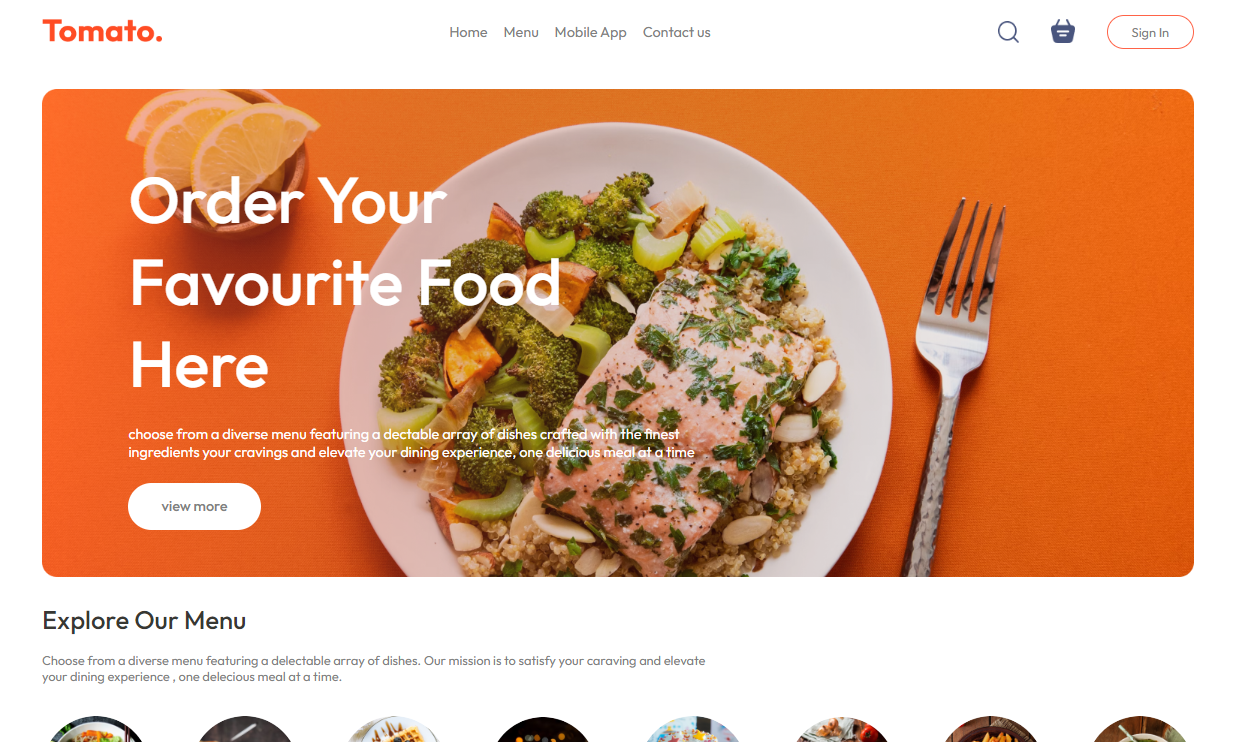 Tomato.
Home Menu Mobile App Contact us
Sign In
Order Your
Favourite Food
Here
choose from a diverse menu featuring a dectable array of dishes crafted with the finest
ingredients your cravings and elevate your dining experience, one delicious meal at a time
view more
Explore Our Menu
Choose from a diverse menu featuring a delectable array of dishes. Our mission is to satisfy your caraving and elevate
your dining experience , one delecious meal at a time.